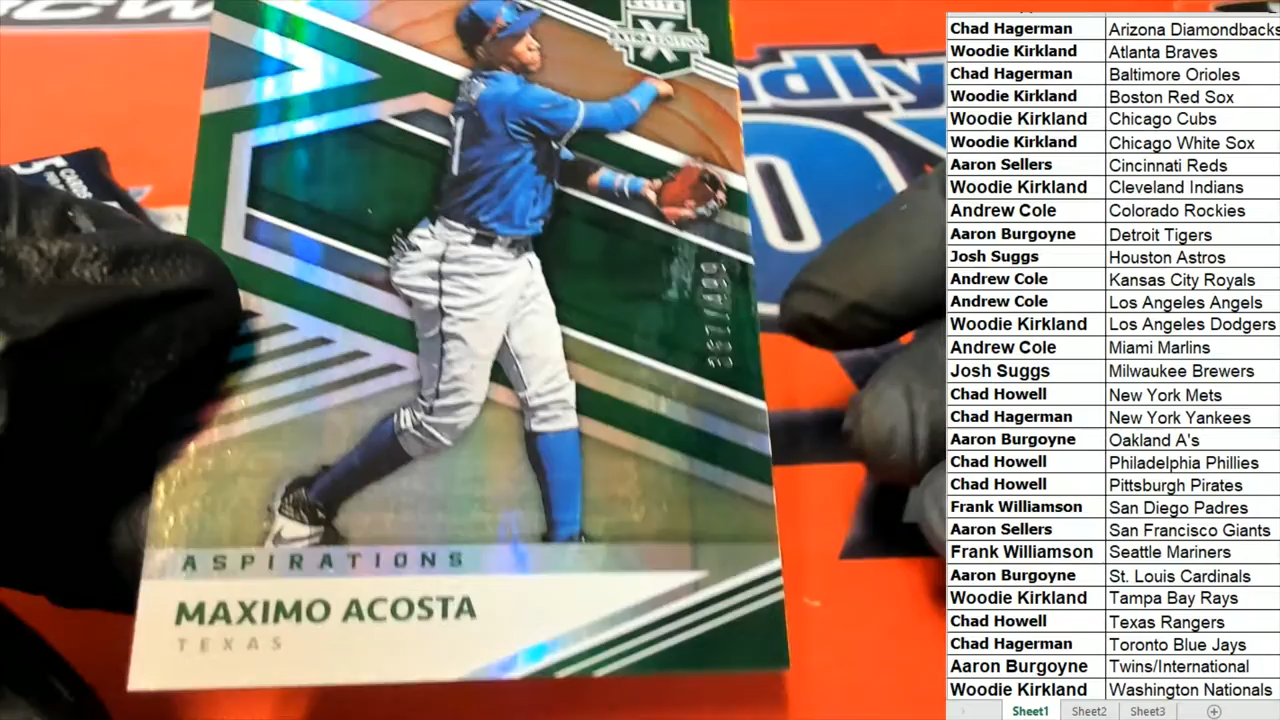 ASPIRATIONS
MAXIMO ACOSTA
TEXAS
5 CARDS
ndly
Chad Hagerman Arizona Diamondbacks
Woodie Kirkland Atlanta Braves
Chad Hagerman Baltimore Orioles
Woodie Kirkland Boston Red Sox
Woodie Kirkland Chicago Cubs
Woodie Kirkland Chicago White Sox
Aaron Sellers Cincinnati Reds
Woodie Kirkland Cleveland Indians
Andrew Cole Colorado Rockies
Aaron Burgoyne Detroit Tigers
Josh Suggs Houston Astros
Andrew Cole Kansas City Royals
Andrew Cole Los Angeles Angels
Woodie Kirkland Los Angeles Dodgers
Andrew Cole Miami Marlins
Josh Suggs Milwaukee Brewers
Chad Howell New York Mets
Chad Hagerman New York Yankees
Aaron Burgoyne Oakland A's
Chad Howell Philadelphia Phillies
Chad Howell Pittsburgh Pirates
Frank Williamson San Diego Padres
Aaron Sellers San Francisco Giants
Frank Williamson Seattle Mariners
Aaron Burgoyne St. Louis Cardinals
Woodie Kirkland Tampa Bay Rays
Chad Howell Texas Rangers
Chad Hagerman Toronto Blue Jays
Aaron Burgoyne Twins/International
Woodie Kirkland Washington Nationals
Sheet1 Sheet2 Sheet3